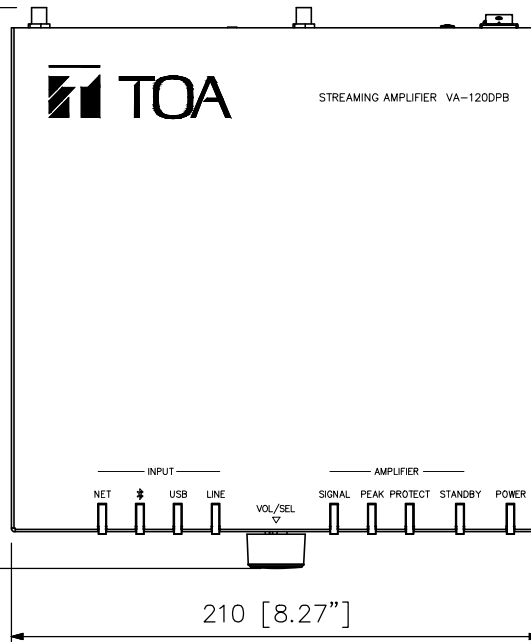 TOA
STREAMING AMPLIFIER VA-120DPB
INPUT
AMPLIFIER
NET
USB
LINE
VOL/SEL
SIGNAL
PEAK
PROTECT
STANDBY
POWER
210 [8.27”]